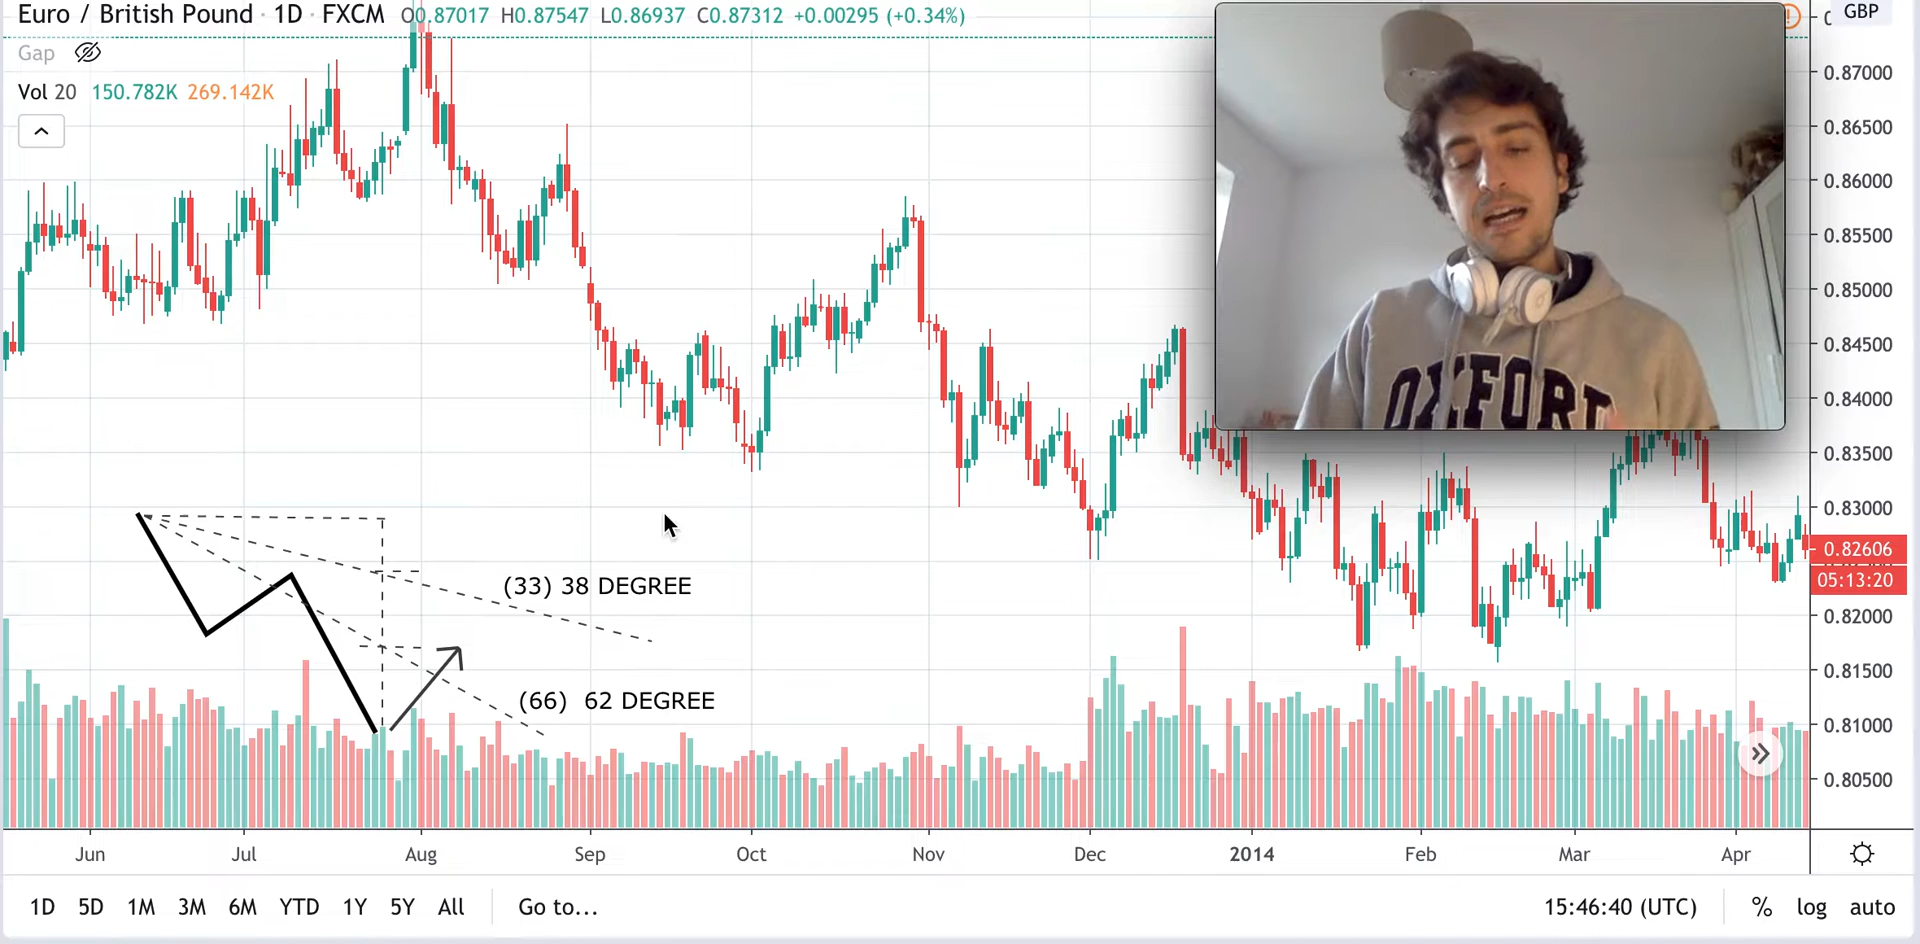 Euro / British Pound · 1D · FXCM O0.87017 H0.87547 L0.86937 C0.87312 +0.00295 (+0.34%)
GBP
Gap
Vol 20 150.782K 269.142K
0.87000
0.86500
0.86000
0.85500
0.85000
0.84500
0.84000
0.83500
0.83000
0.82606
05:13:20
0.82000
0.81500
0.81000
0.80500
OXFORD
(33) 38 DEGREE
(66) 62 DEGREE
Jun Jul Aug Sep Oct Nov Dec 2014 Feb Mar Apr
1D 5D 1M 3M 6M YTD 1Y 5Y All Go to... 15:46:40 (UTC) % log auto